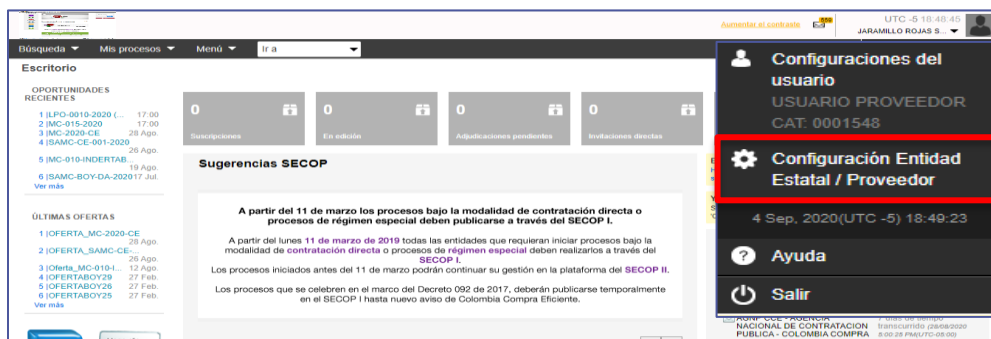 Aumentar el contraste
UTC -5 18:48:45
JARAMILLO ROJAS S...
Búsqueda
Mis procesos
Menú
Ir a
Escritorio
OPORTUNIDADES
RECIENTES
1 |LPO-0010-2020 (... 17:00
2 |MC-015-2020 17:00
3 |MC-2020-CE 28 Ago.
4 |SAMC-CE-001-2020
26 Ago.
5 |MC-010-INDERTAB...
19 Ago.
6 |SAMC-BOY-DA-202017 Jul.
Ver más
ÚLTIMAS OFERTAS
1 |OFERTA_MC-2020-CE
28 Ago.
2 |OFERTA_SAMC-CE-...
26 Ago.
3 |Oferta_MC-010-I... 12 Ago.
4 |OFERTABOY29 27 Feb.
5 |OFERTABOY26 27 Feb.
6 |OFERTABOY25 27 Feb.
Ver más
0
Suscripciones
0
En edición
0
Adjudicaciones pendientes
0
Invitaciones directas
Sugerencias SECOP
A partir del 11 de marzo los procesos bajo la modalidad de contratación directa o
procesos de régimen especial deben publicarse a través del SECOP I.
A partir del lunes 11 de marzo de 2019 todas las entidades que requieran iniciar procesos bajo la
modalidad de contratación directa o procesos de régimen especial deben realizarlos a través del
SECOP I.
Los procesos iniciados antes del 11 de marzo podrán continuar su gestión en la plataforma del SECOP II.
Los procesos que se celebren en el marco del Decreto 092 de 2017, deberán publicarse temporalmente
en el SECOP I hasta nuevo aviso de Colombia Compra Eficiente.
Configuraciones del
usuario
USUARIO PROVEEDOR
CAT: 0001548
Configuración Entidad
Estatal / Proveedor
4 Sep, 2020(UTC -5) 18:49:23
Ayuda
Salir
NACIONAL DE CONTRATACIÓN transcurrido (28/08/2020
PUBLICA - COLOMBIA COMPRA 5:00:25 PM(UTC-05:00)